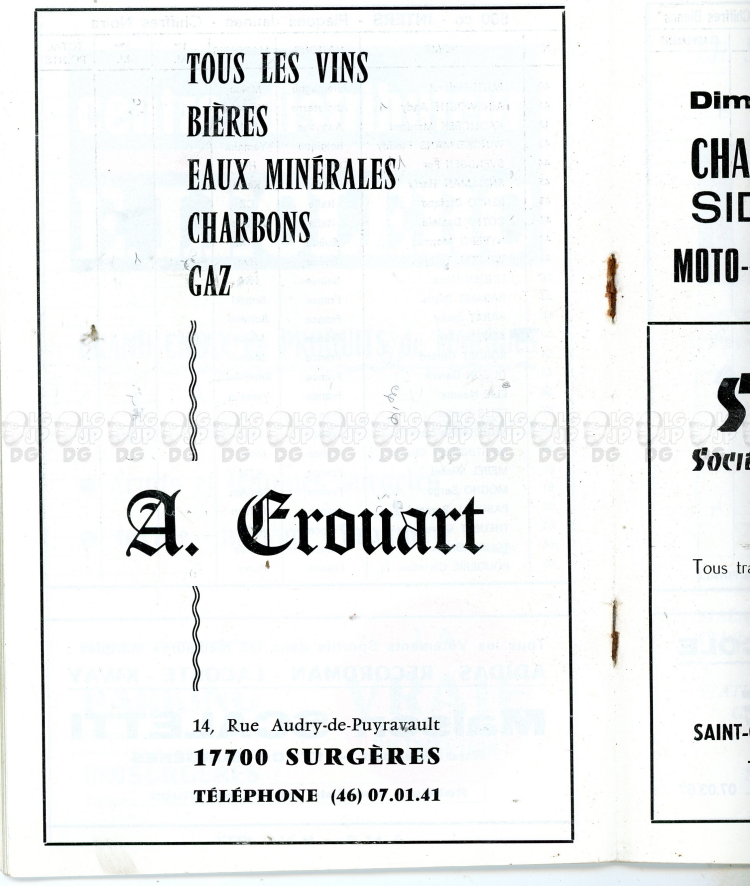 TOUS LES VINS
BIÈRES
EAUX MINÉRALES
CHARBONS
GAZ
A. Erouart
14, Rue Audry-de-Puyravault
17700 SURGÈRES
TÉLÉPHONE (46) 07.01.41
Dim
CHA
SID
MOTO-
Socié
Tous tra
SAINT-